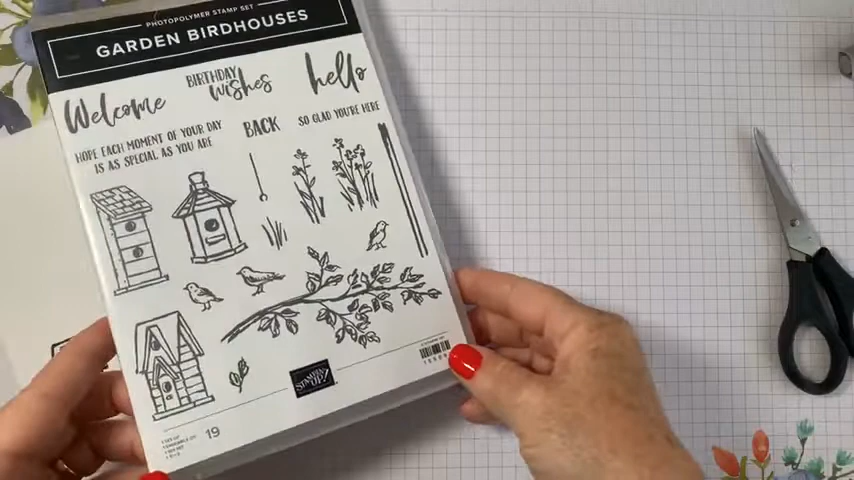 PHOTOPOLYMER STAMP SET
GARDEN BIRDHOUSES
Welcome
BIRTHDAY
wishes
hello
HOPE EACH MOMENT OF YOUR DAY
IS AS SPECIAL AS YOU ARE
BACK
SO GLAD YOU'RE HERE
STAMPIN'
UP!
19